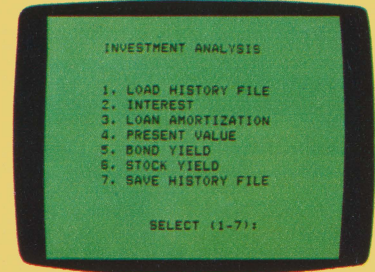 INVESTMENT ANALYSIS
1. LOAD HISTORY FILE
2. INTEREST
3. LOAN AMORTIZATION
4. PRESENT VALUE
5. BOND YIELD
6. STOCK YIELD
7. SAVE HISTORY FILE
SELECT (1-7):